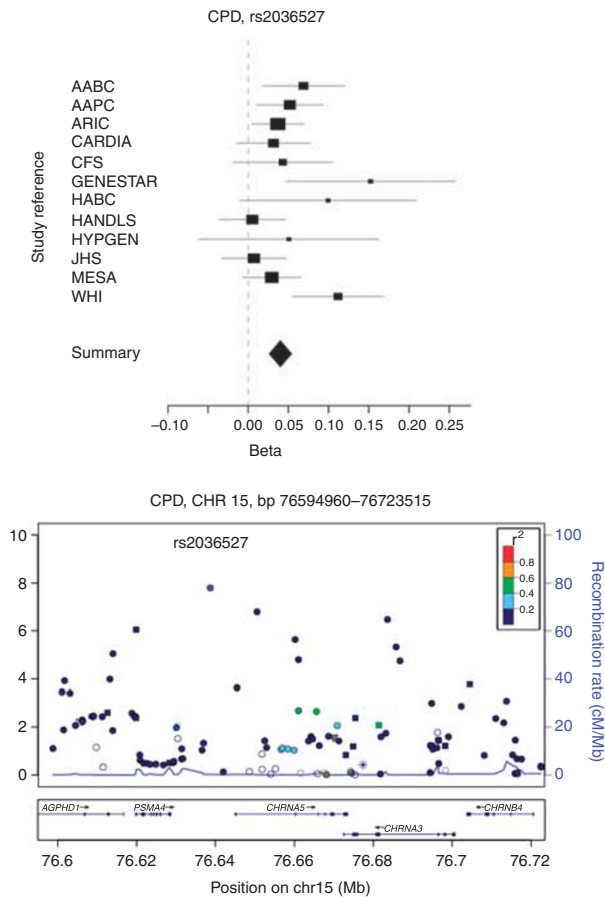 CPD, rs2036527
Study reference
AABC
AAPC
ARIC
CARDIA
CFS
GENESTAR
HABC
HANDLS
HYPGEN
JHS
MESA
WHI
Summary
−0.10 0.00 0.05 0.10 0.15 0.20 0.25
Beta
CPD, CHR 15, bp 76594960–76723515
rs2036527
r2
0.8
0.6
0.4
0.2
10
8
6
4
2
0
100
80
60
40
20
0
Recombination rate (cM/Mb)
AGPHD1 PSMA4 CHRNA5 CHRNB4
CHRNA3
76.6 76.62 76.64 76.66 76.68 76.7 76.72
Position on chr15 (Mb)